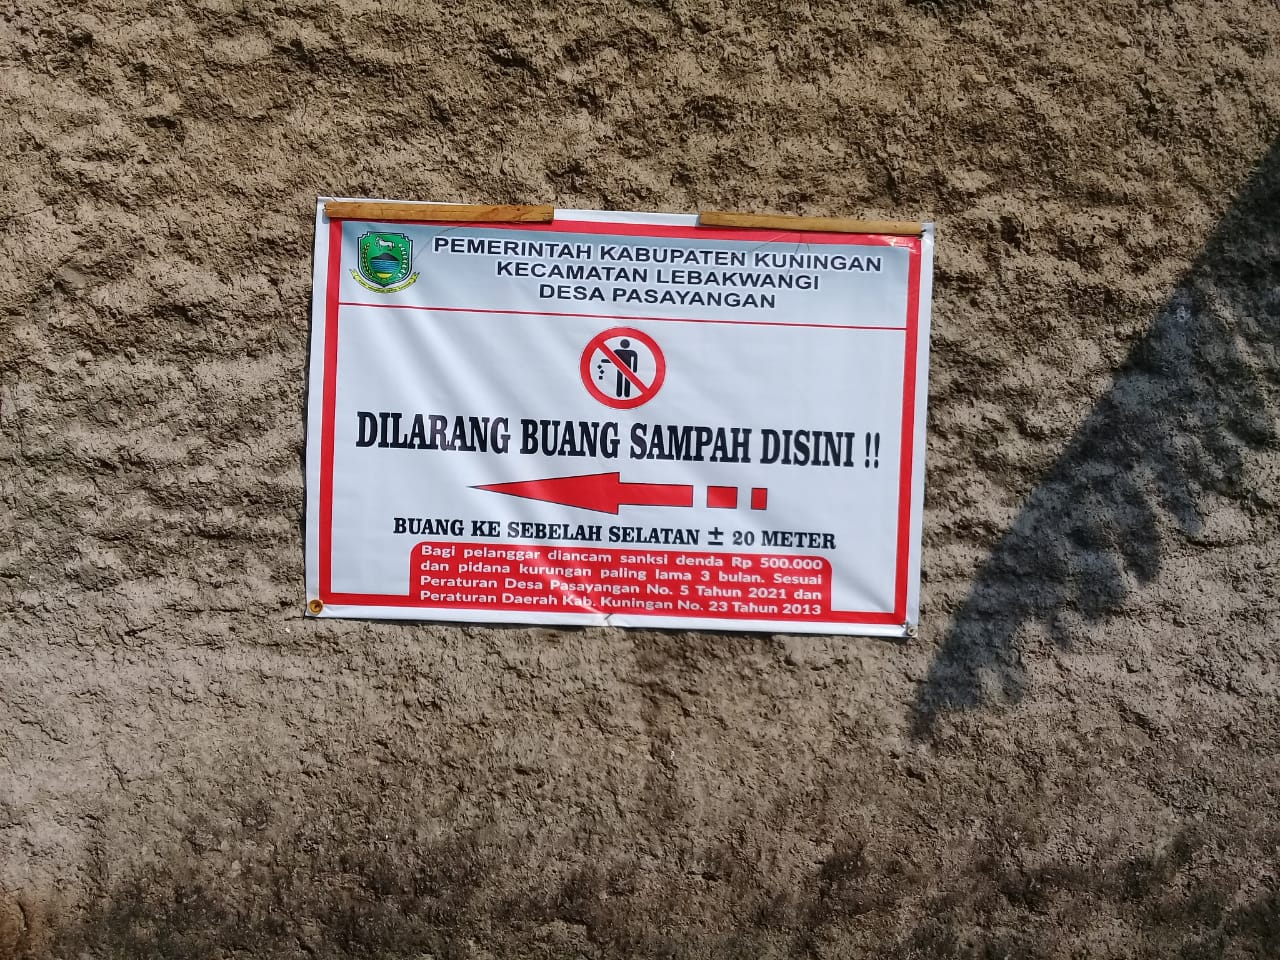 PEMERINTAH KABUPATEN KUNINGAN
KECAMATAN LEBAKWANGI
DESA PASAYANGAN
DILARANG BUANG SAMPAH DISINI !!
BUANG KE SEBELAH SELATAN ± 20 METER
Bagi pelanggar diancam sanksi denda Rp 500.000
dan pidana kurungan paling lama 3 bulan. Sesuai
Peraturan Desa Pasayangan No. 5 Tahun 2021 dan
Peraturan Daerah Kab. Kuningan No. 23 Tahun 2013